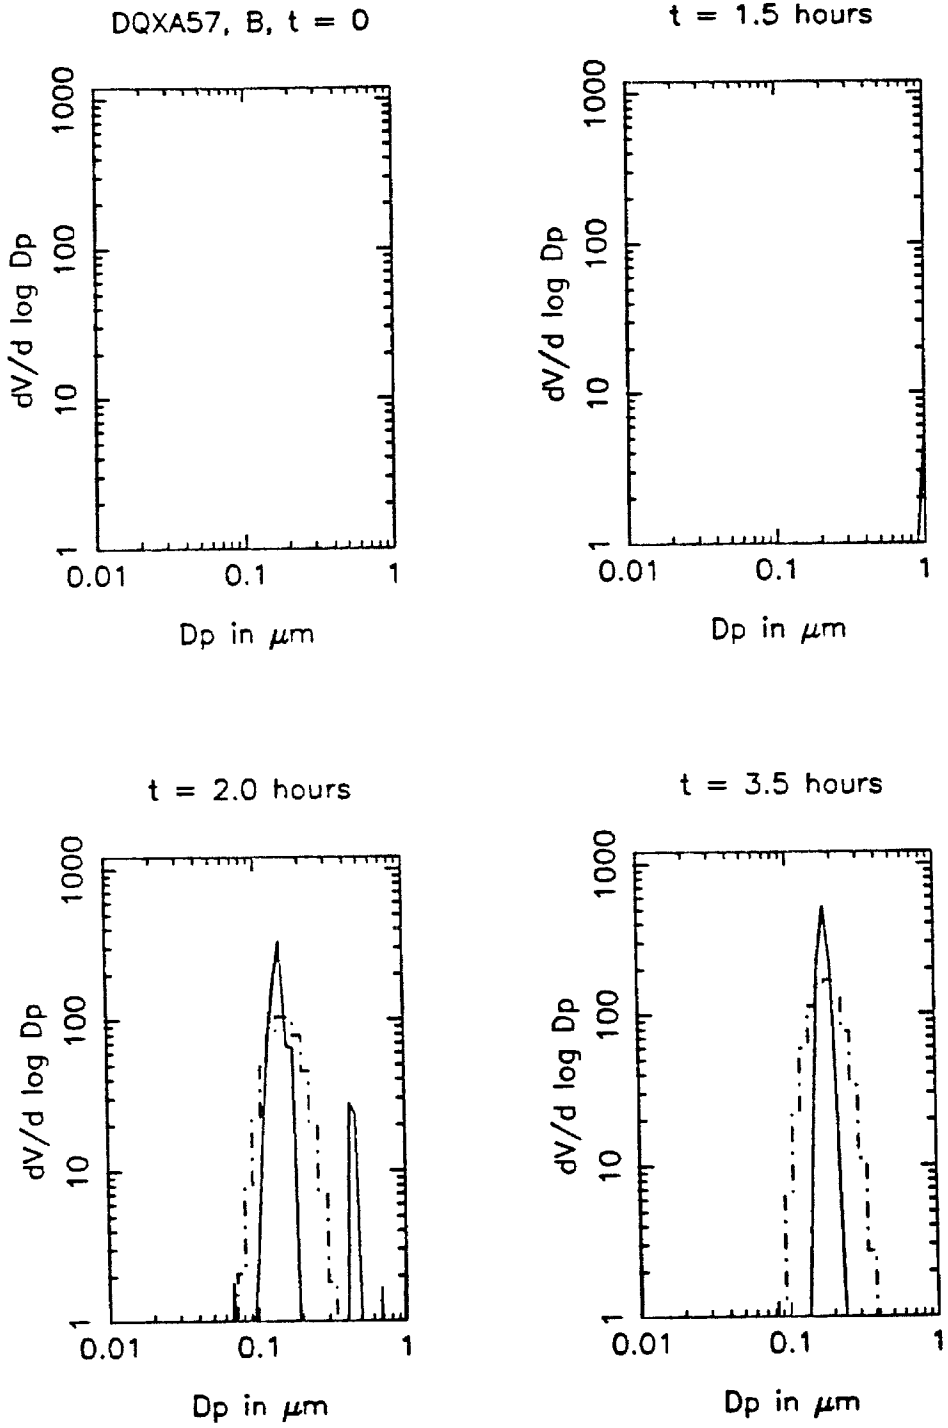 DQXA57, B, t = 0
dV/d log Dp
1000
100
10
1
0.01 0.1 1
Dp in μm
t = 1.5 hours
dV/d log Dp
1000
100
10
1
0.01 0.1 1
Dp in μm
t = 2.0 hours
dV/d log Dp
1000
100
10
1
0.01 0.1 1
Dp in μm
t = 3.5 hours
dV/d log Dp
1000
100
10
1
0.01 0.1 1
Dp in μm